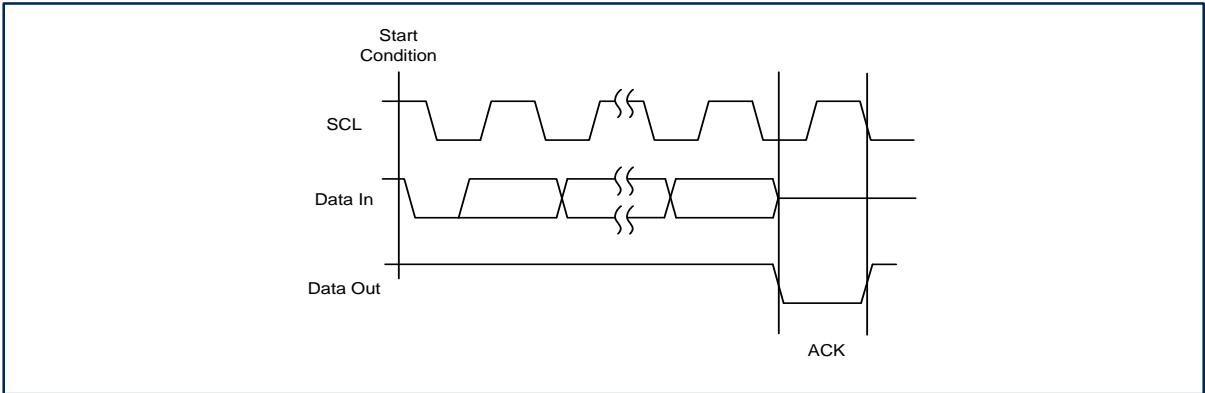 Start
Condition
SCL
Data In
Data Out
ACK